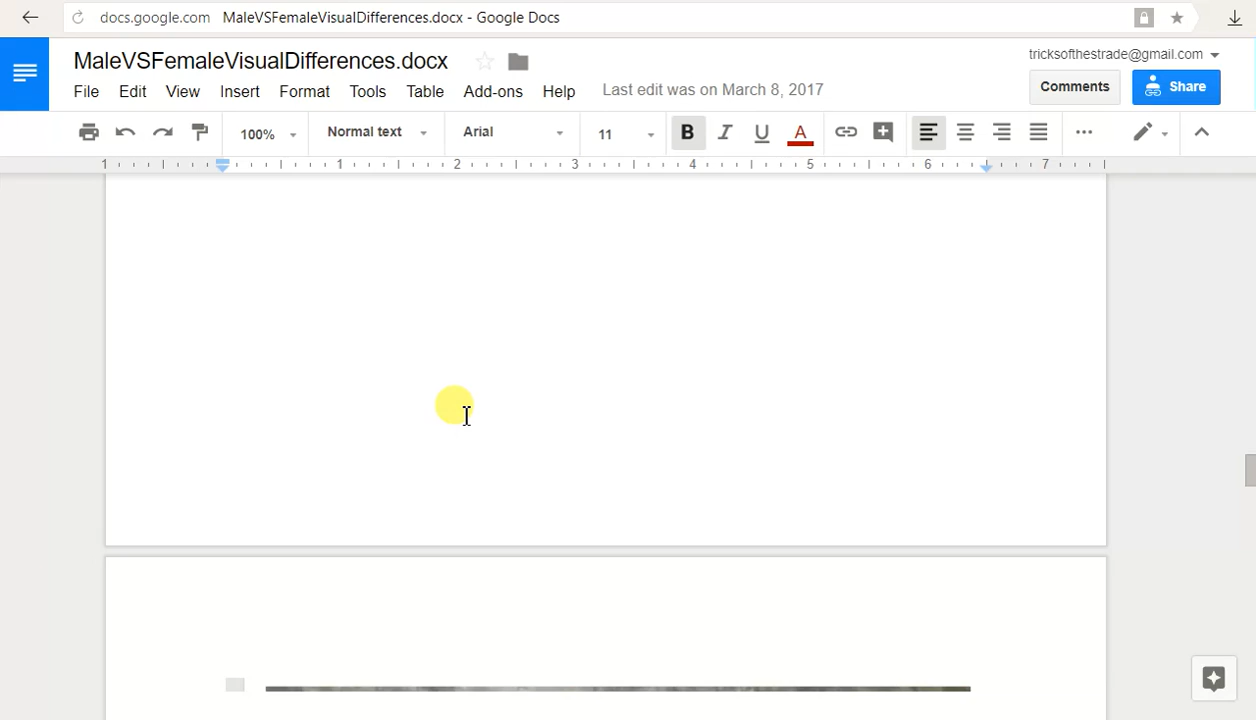 docs.google.com MaleVSFemaleVisualDifferences.docx - Google Docs
MaleVSFemaleVisualDifferences.docx
tricksofthestrade@gmail.com
File Edit View Insert Format Tools Table Add-ons Help Last edit was on March 8, 2017
Comments Share
100% Normal text Arial 11 B I U A
1 1 2 3 4 5 6 7